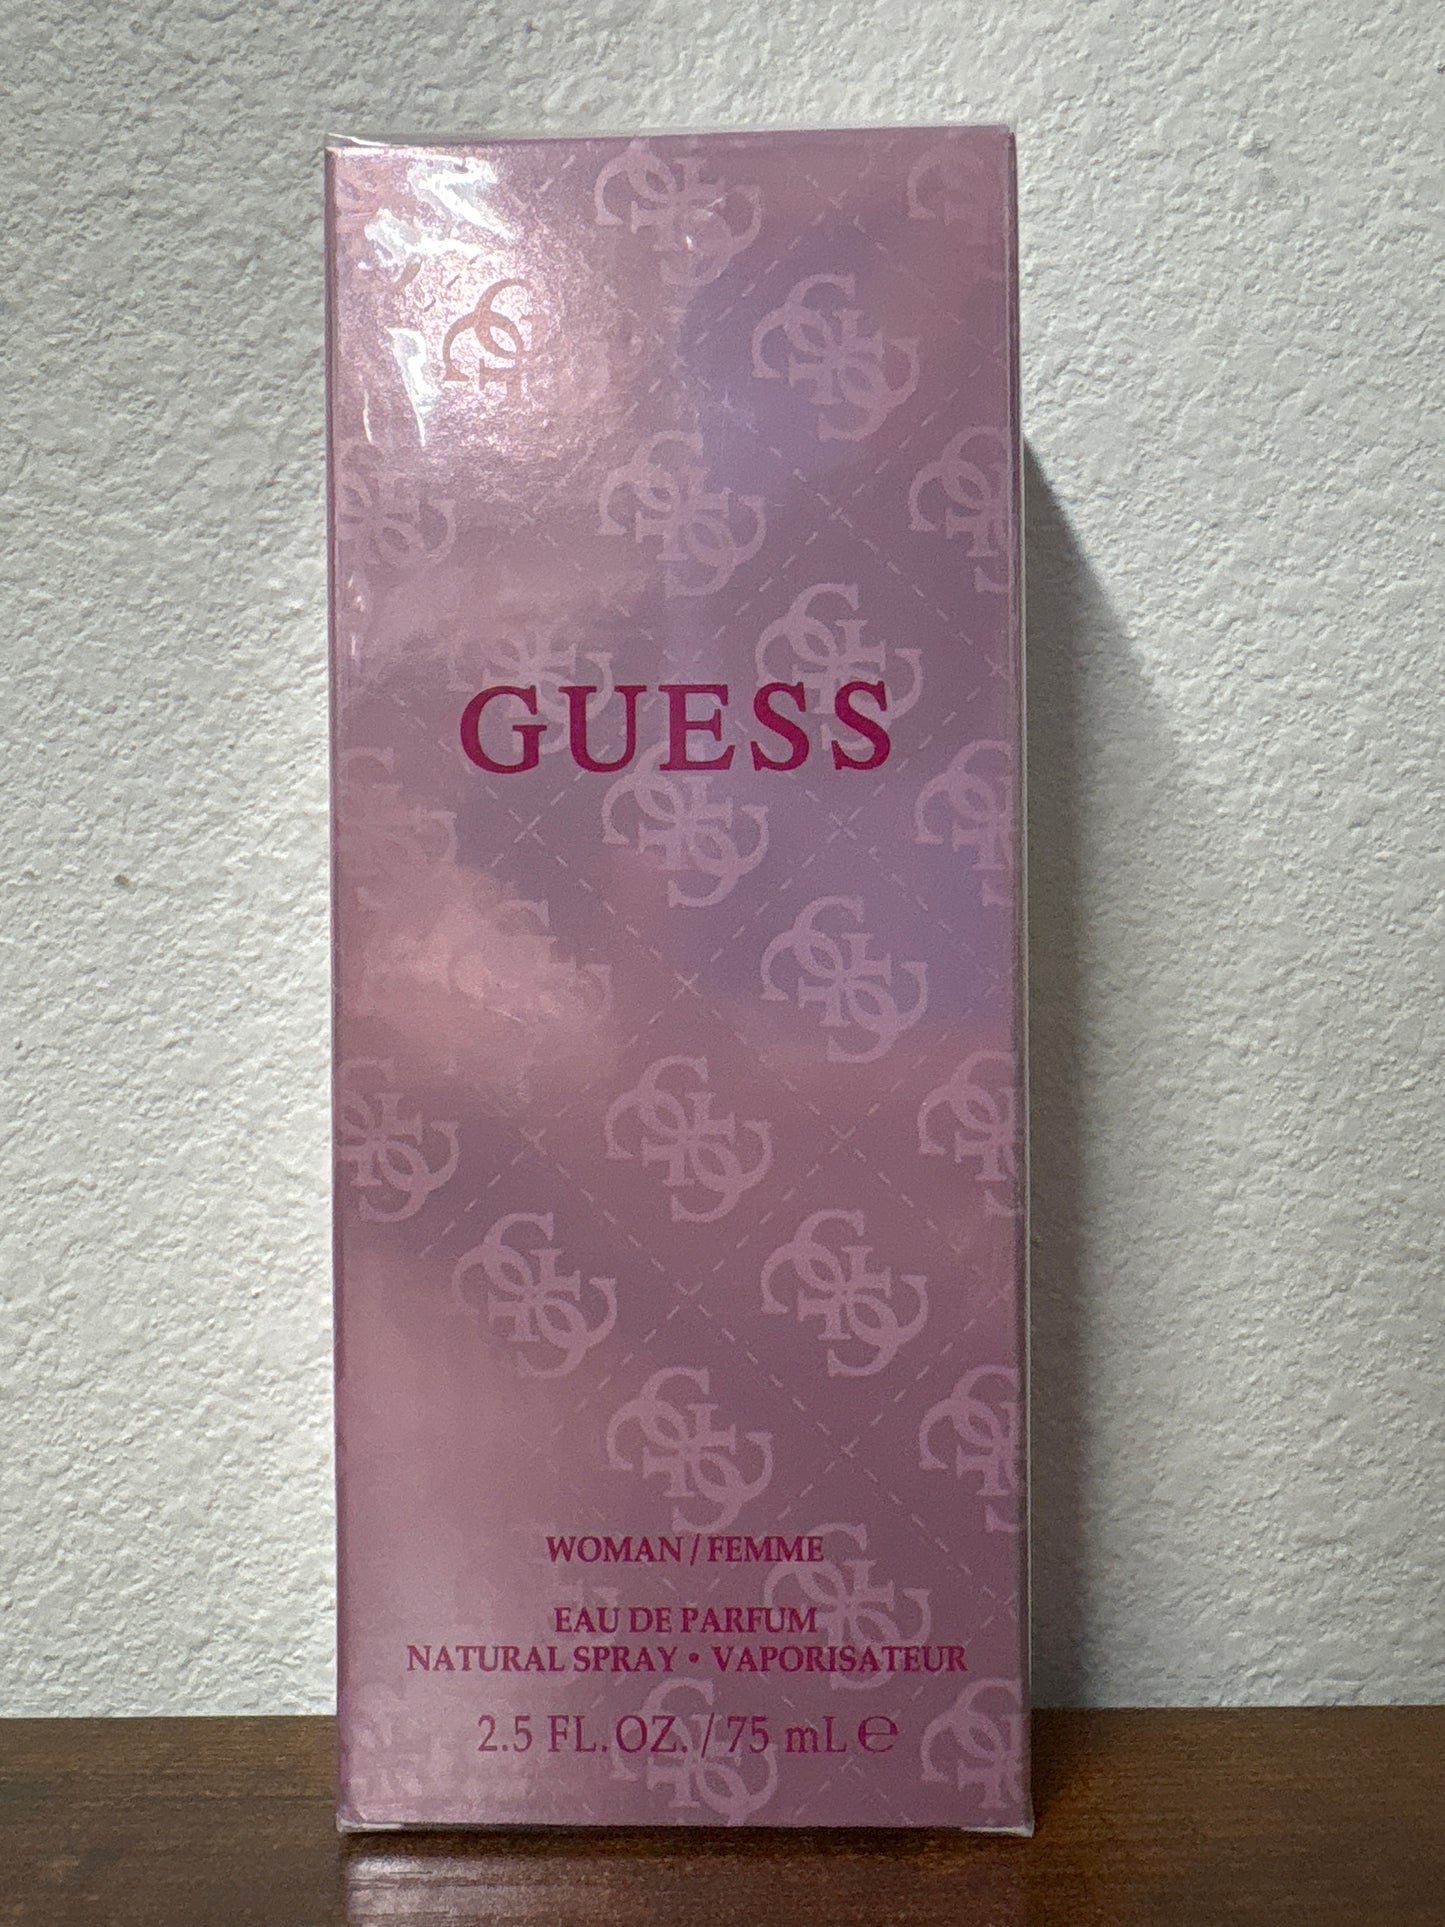 GUESS
WOMAN / FEMME
EAU DE PARFUM
NATURAL SPRAY • VAPORISATEUR
2.5 FL. OZ. / 75 mL ℮